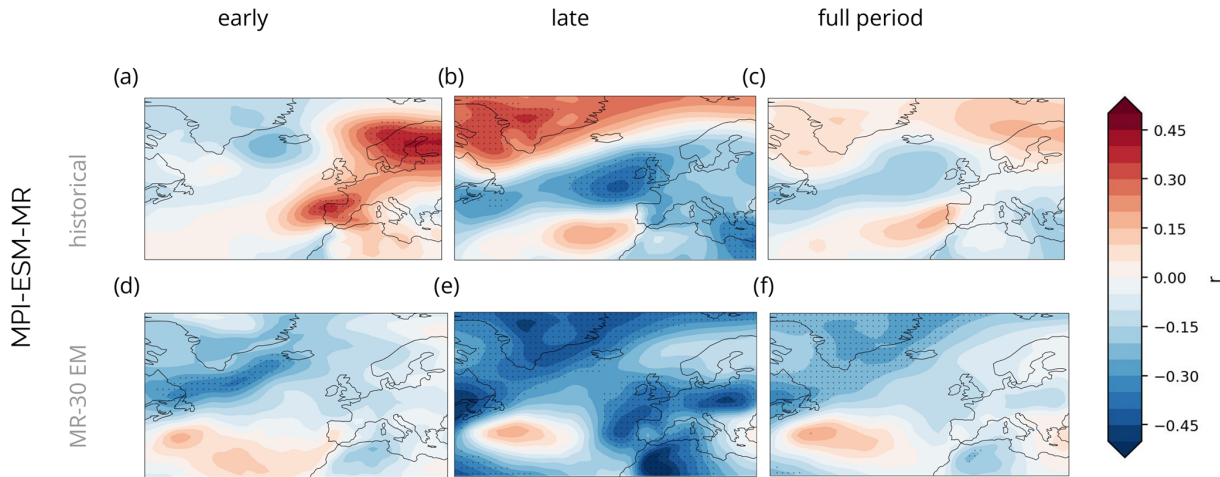 early
late
full period
(a)
(b)
(c)
MPI-ESM-MR
historical
MR-30 EM
(d)
(e)
(f)
0.45
0.30
0.15
0.00
−0.15
−0.30
−0.45
r